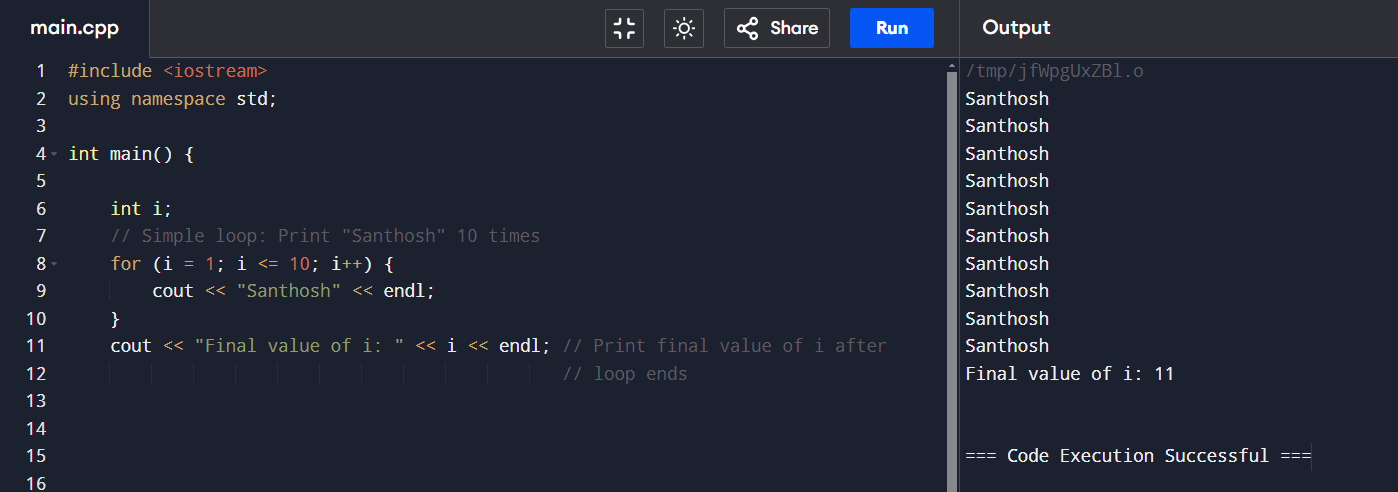 main.cpp
Share
Run
Output
1 #include <iostream>
2 using namespace std;
3
4 int main() {
5
6 int i;
7 // Simple loop: Print "Santhosh" 10 times
8 for (i = 1; i <= 10; i++) {
9 cout << "Santhosh" << endl;
10 }
11 cout << "Final value of i: " << i << endl; // Print final value of i after
12 // loop ends
13
14
15
16
/tmp/jfWpgUxZBl.o
Santhosh
Santhosh
Santhosh
Santhosh
Santhosh
Santhosh
Santhosh
Santhosh
Santhosh
Santhosh
Final value of i: 11
=== Code Execution Successful ===